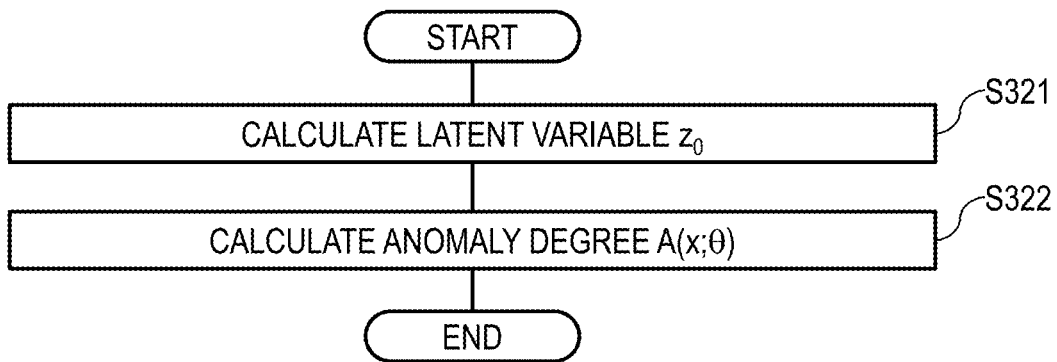 START
S321
CALCULATE LATENT VARIABLE z₀
S322
CALCULATE ANOMALY DEGREE A(x;θ)
END